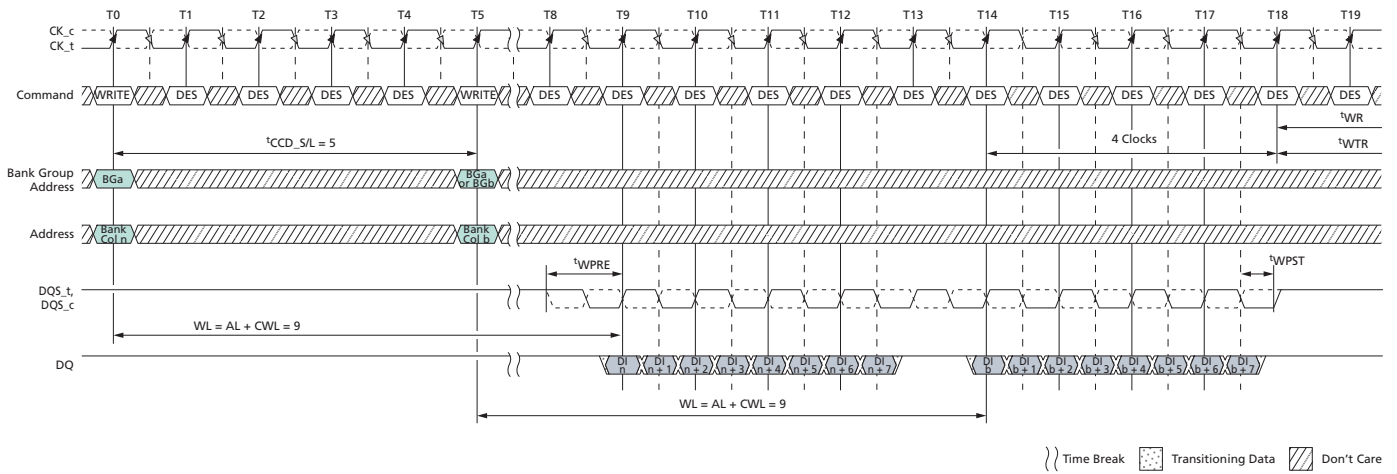 T0 T1 T2 T3 T4 T5 T8 T9 T10 T11 T12 T13 T14 T15 T16 T17 T18 T19
CK_c
CK_t
Command WRITE DES DES DES DES WRITE DES DES DES DES DES DES DES DES DES DES DES DES
tWR
tCCD_S/L = 5
4 Clocks
tWTR
Bank Group
Address
BGa
BGa
or BGb
Address
Bank
Col n
Bank
Col b
tWPRE
tWPST
DQS_t,
DQS_c
WL = AL + CWL = 9
DQ
DI
n
DI
n + 1
DI
n + 2
DI
n + 3
DI
n + 4
DI
n + 5
DI
n + 6
DI
n + 7
DI
b
DI
b + 1
DI
b + 2
DI
b + 3
DI
b + 4
DI
b + 5
DI
b + 6
DI
b + 7
WL = AL + CWL = 9
Time Break Transitioning Data Don't Care